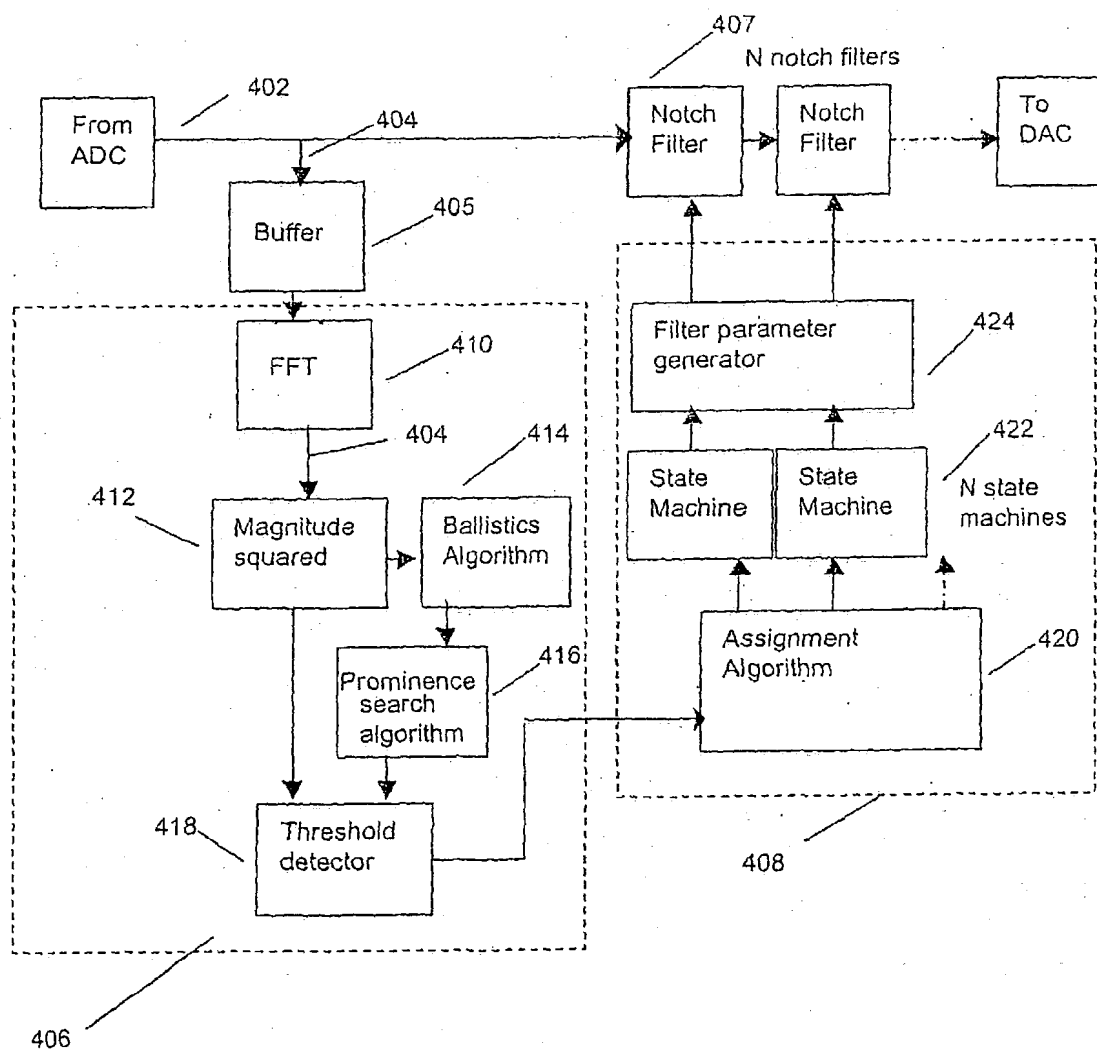 407
N notch filters
402
From
ADC
404
Notch
Filter
Notch
Filter
To
DAC
Buffer
405
FFT
410
Filter parameter
generator
424
404
414
422
412
Magnitude
squared
Ballistics
Algorithm
State
Machine
State
Machine
N state
machines
416
Prominence
search
algorithm
Assignment
Algorithm
420
418
Threshold
detector
408
406